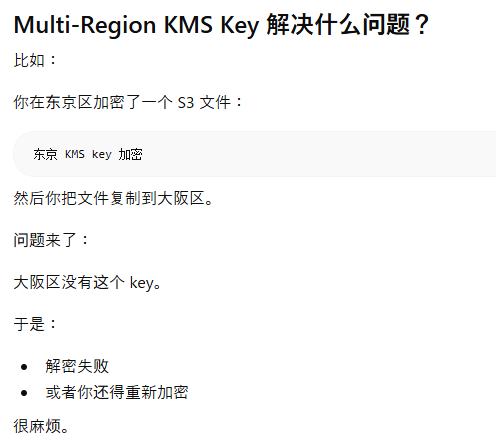 Multi-Region KMS Key 解决什么问题？
比如：
你在东京区加密了一个 S3 文件：
东京 KMS key 加密
然后你把文件复制到大阪区。
问题来了：
大阪区没有这个 key。
于是：
• 解密失败
• 或者你还得重新加密
很麻烦。